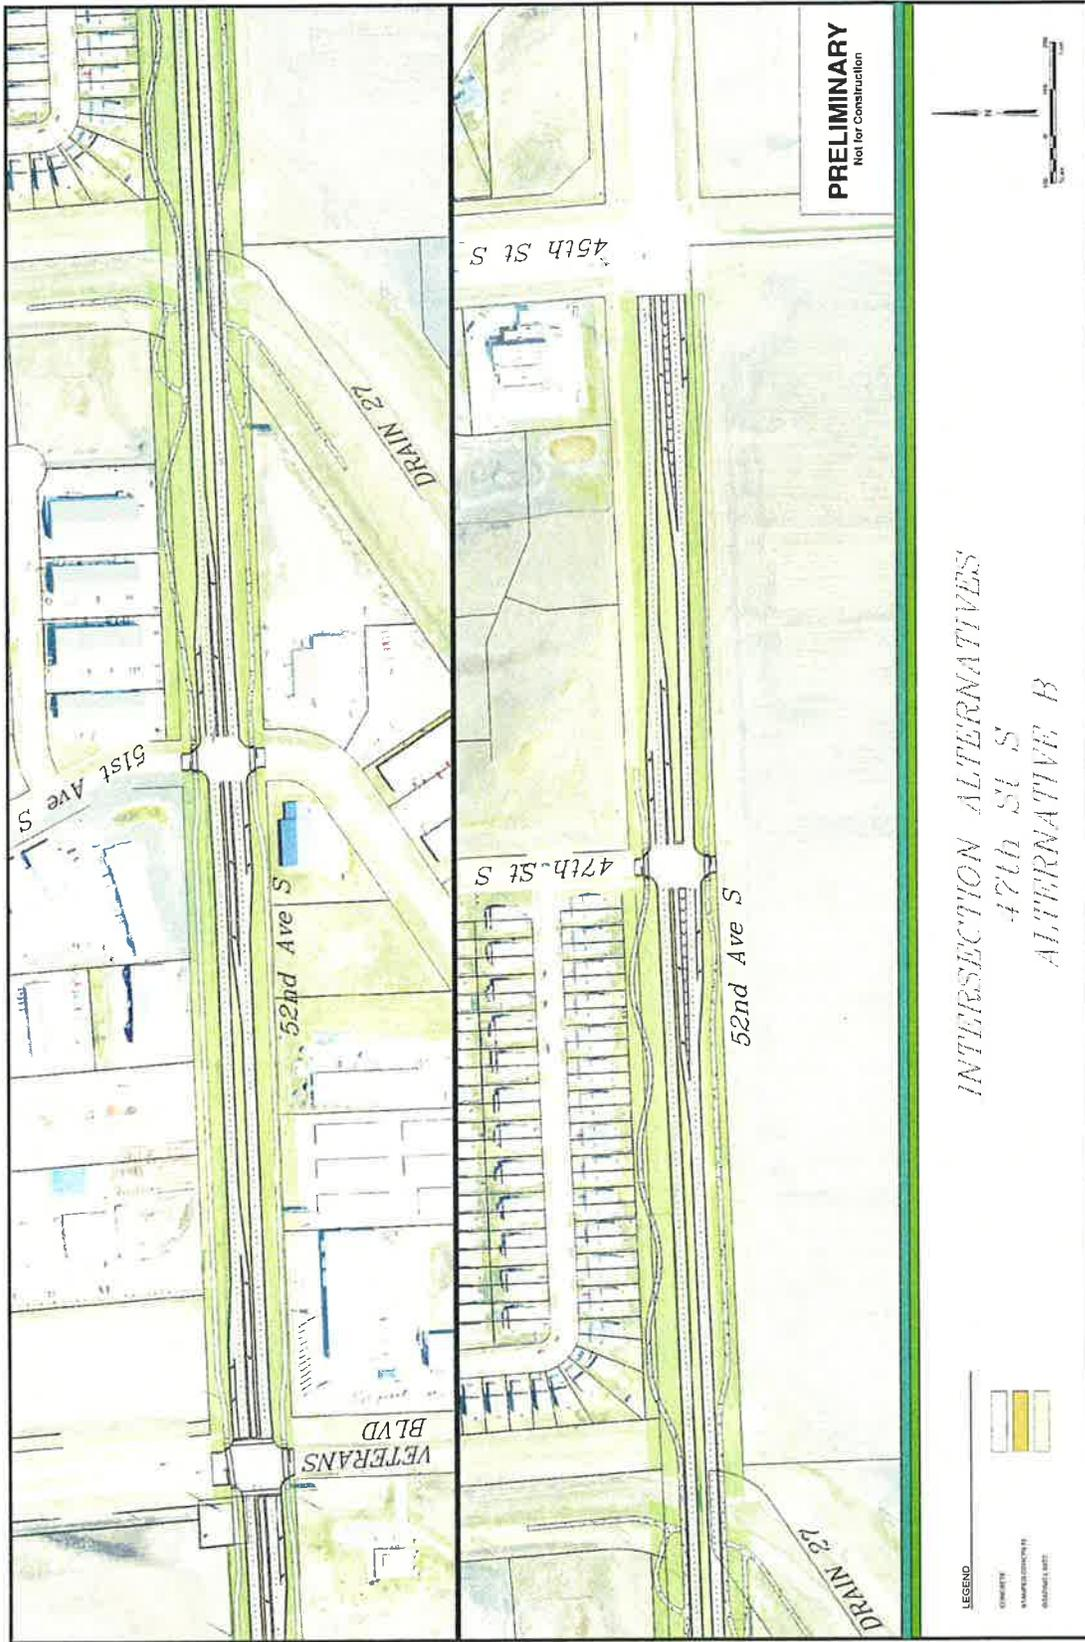 51st Ave S
52nd Ave S
VETERANS
BLVD
DRAIN 27
DRAIN 27
52nd Ave S
47th St S
45th St S
PRELIMINARY
Not for Construction
LEGEND
CONCRETE
INTERSECTION ALTERNATIVES
47th St S
ALTERNATIVE B
N